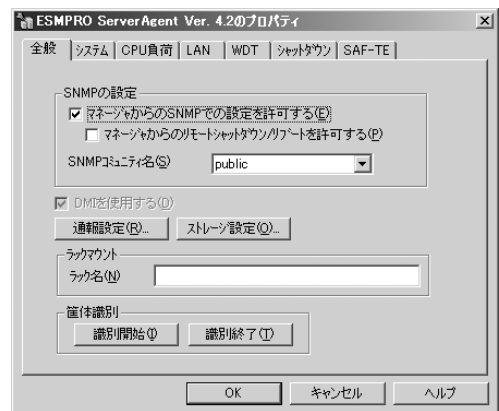 ESMPRO ServerAgent Ver. 4.2のプロパティ
全般 システム CPU負荷 LAN WDT シャットダウン SAF-TE
SNMPの設定
マネージャからのSNMPでの設定を許可する(E)
マネージャからのリモートシャットダウン/リブートを許可する(P)
SNMPコミュニティ名(S) public
DMIを使用する(D)
通報設定(R)... ストレージ設定(O)...
ラックマウント
ラック名(N)
筐体識別
識別開始(I) 識別終了(T)
OK キャンセル ヘルプ